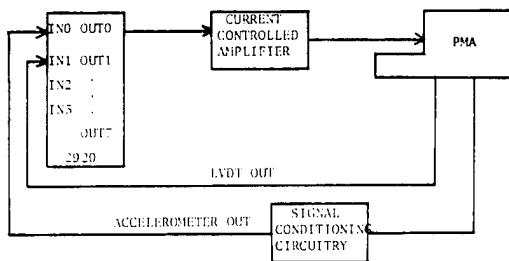 IN0 OUT0
IN1 OUT1
IN2 .
IN3 .
OUT7
2920
CURRENT
CONTROLLED
AMPLIFIER
PMA
LVDT OUT
ACCELEROMETER OUT
SIGNAL
CONDITIONING
CIRCUITRY